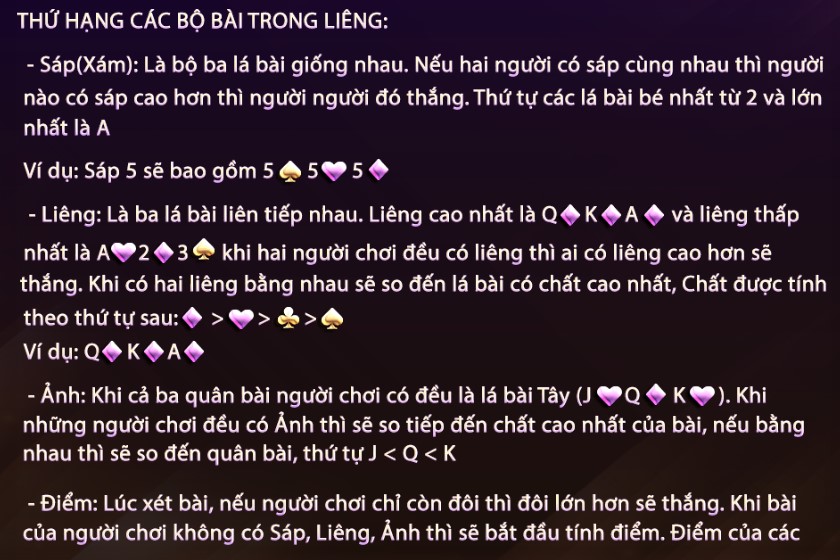 THỨ HẠNG CÁC BỘ BÀI TRONG LIÊNG:
- Sáp(Xám): Là bộ ba lá bài giống nhau. Nếu hai người có sáp cùng nhau thì người
nào có sáp cao hơn thì người người đó thắng. Thứ tự các lá bài bé nhất từ 2 và lớn
nhất là A
Ví dụ: Sáp 5 sẽ bao gồm 5♠ 5♥ 5♦
- Liêng: Là ba lá bài liên tiếp nhau. Liêng cao nhất là Q♦K♦A♦ và liêng thấp
nhất là A♥2♦3♠ khi hai người chơi đều có liêng thì ai có liêng cao hơn sẽ
thắng. Khi có hai liêng bằng nhau sẽ so đến lá bài có chất cao nhất, Chất được tính
theo thứ tự sau:♦ >♥>♣>♠
Ví dụ: Q♦K♦A♦
- Ảnh: Khi cả ba quân bài người chơi có đều là lá bài Tây (J♥Q♦K♥). Khi
những người chơi đều có Ảnh thì sẽ so tiếp đến chất cao nhất của bài, nếu bằng
nhau thì sẽ so đến quân bài, thứ tự J < Q < K
- Điểm: Lúc xét bài, nếu người chơi chỉ còn đôi thì đôi lớn hơn sẽ thắng. Khi bài
của người chơi không có Sáp, Liêng, Ảnh thì sẽ bắt đầu tính điểm. Điểm của các